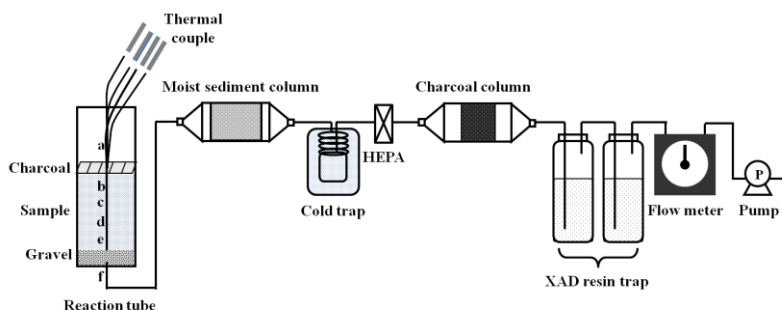 Thermal
couple
Moist sediment column
Charcoal column
a
Charcoal
HEPA
b
c
Sample
d
P
Cold trap
e
Flow meter
Pump
Gravel
f
XAD resin trap
Reaction tube